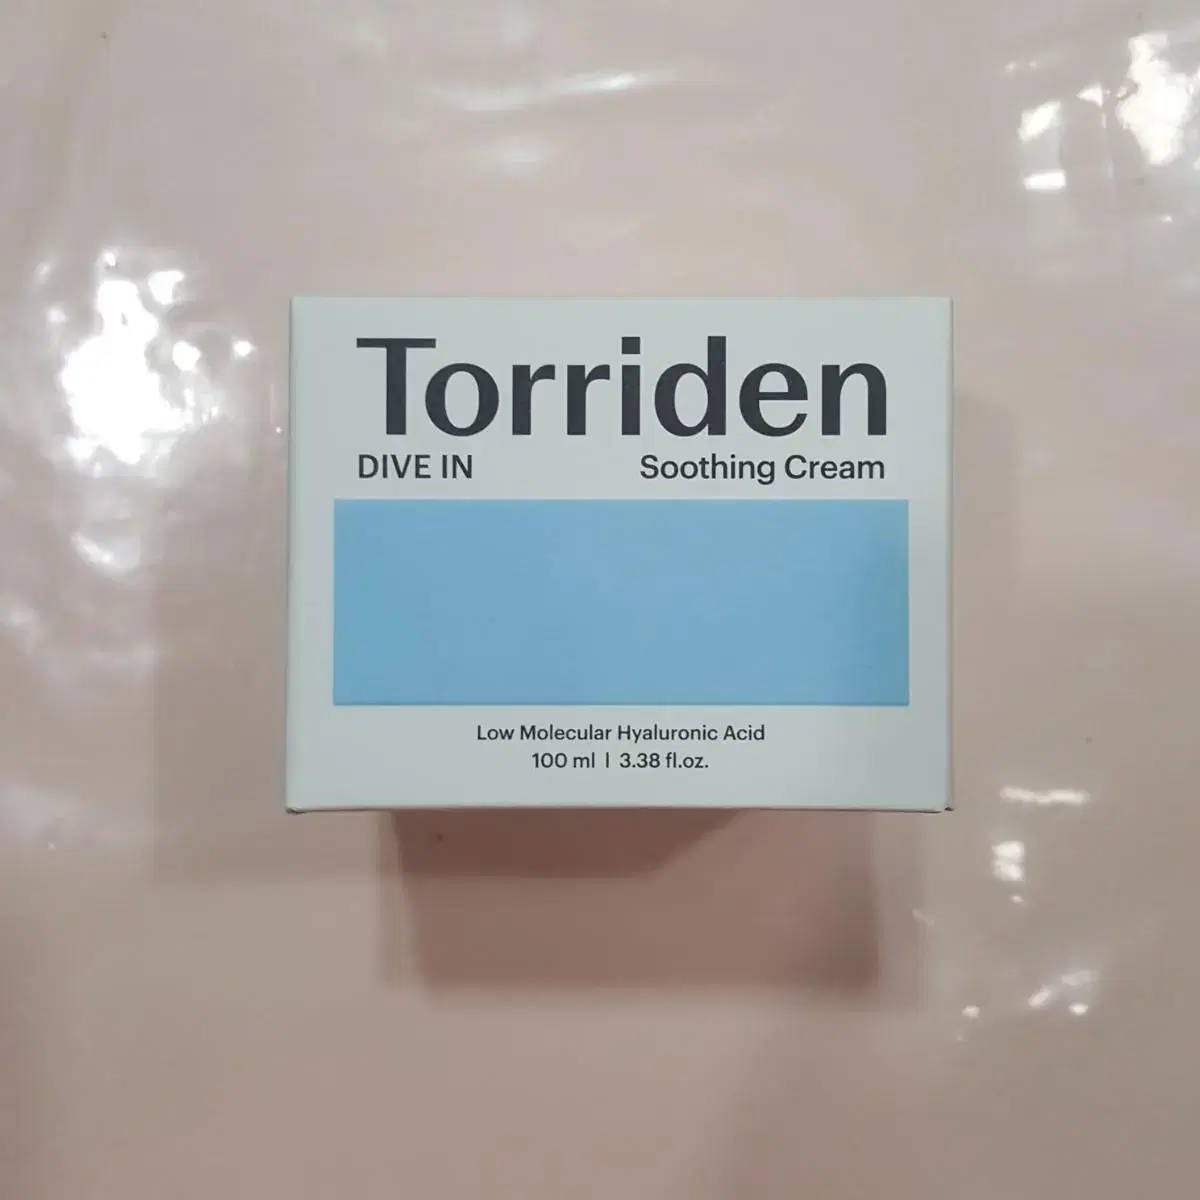 Torriden
DIVE IN Soothing Cream
Low Molecular Hyaluronic Acid
100 ml | 3.38 fl.oz.